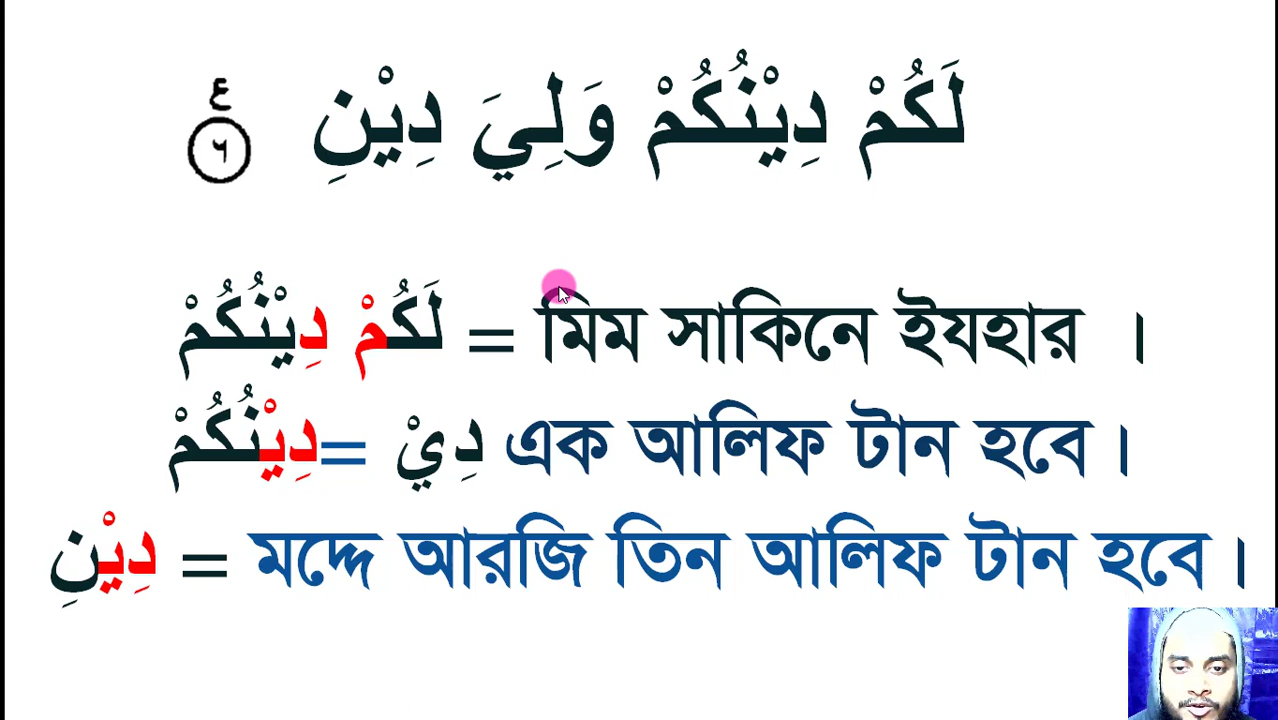 لَكُمْ دِيْنُكُمْ وَلِيَ دِيْنِ ع ٦
لَكُمْ دِيْنُكُمْ = মিম সাকিনে ইযহার ।
دِيْنُكُمْ = دِيْ এক আলিফ টান হবে।
دِيْنِ = মদ্দে আরজি তিন আলিফ টান হবে।